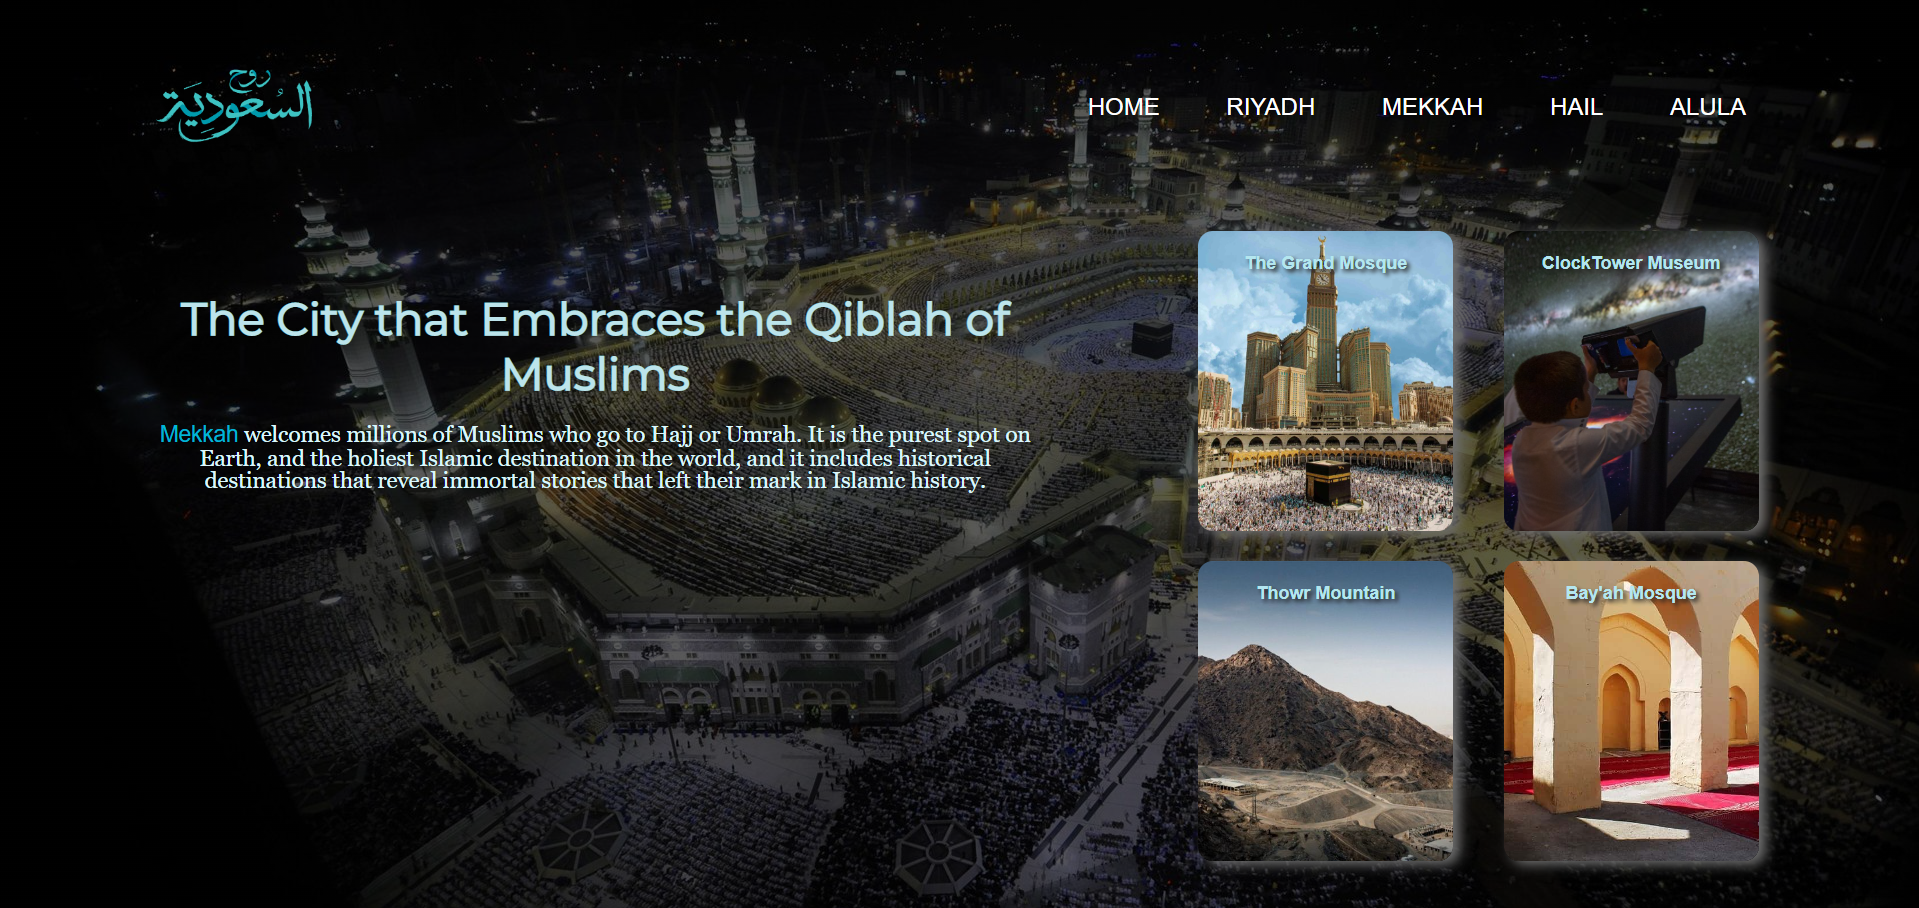 روح
السعودية
HOME
RIYADH
MEKKAH
HAIL
ALULA
The City that Embraces the Qiblah of
Muslims
Mekkah welcomes millions of Muslims who go to Hajj or Umrah. It is the purest spot on
Earth, and the holiest Islamic destination in the world, and it includes historical
destinations that reveal immortal stories that left their mark in Islamic history.
The Grand Mosque
ClockTower Museum
Thowr Mountain
Bay'ah Mosque